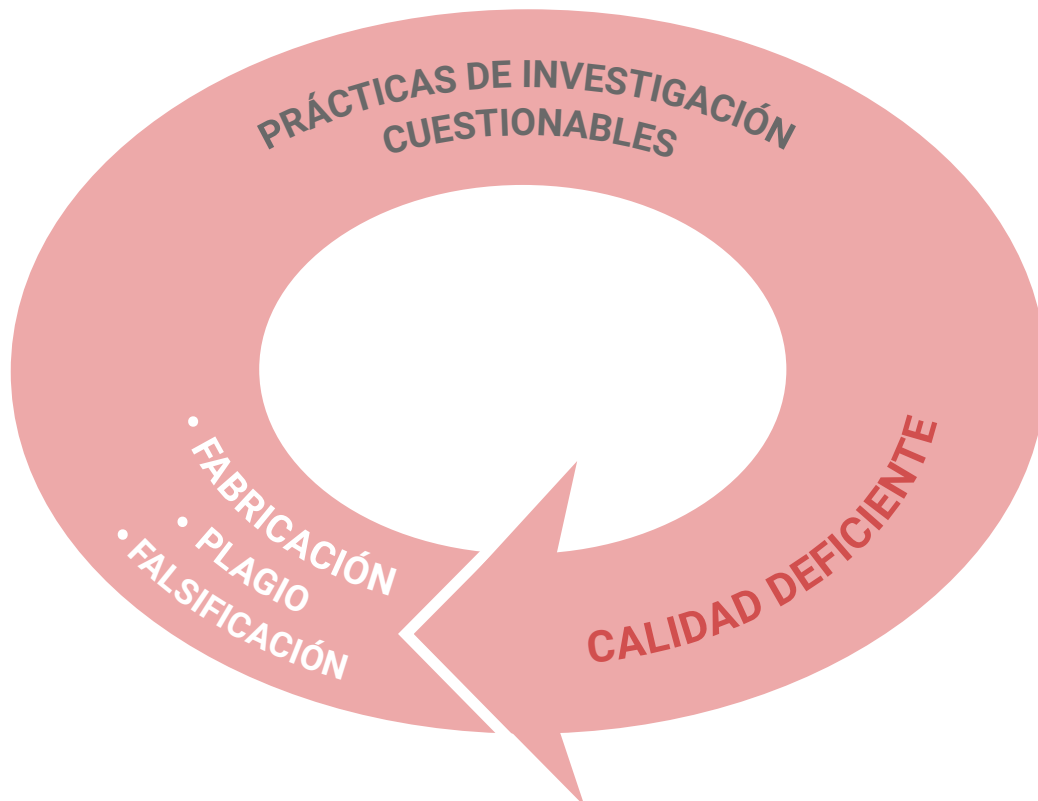 PRÁCTICAS DE INVESTIGACIÓN
CUESTIONABLES
• FABRICACIÓN
• PLAGIO
• FALSIFICACIÓN
CALIDAD DEFICIENTE